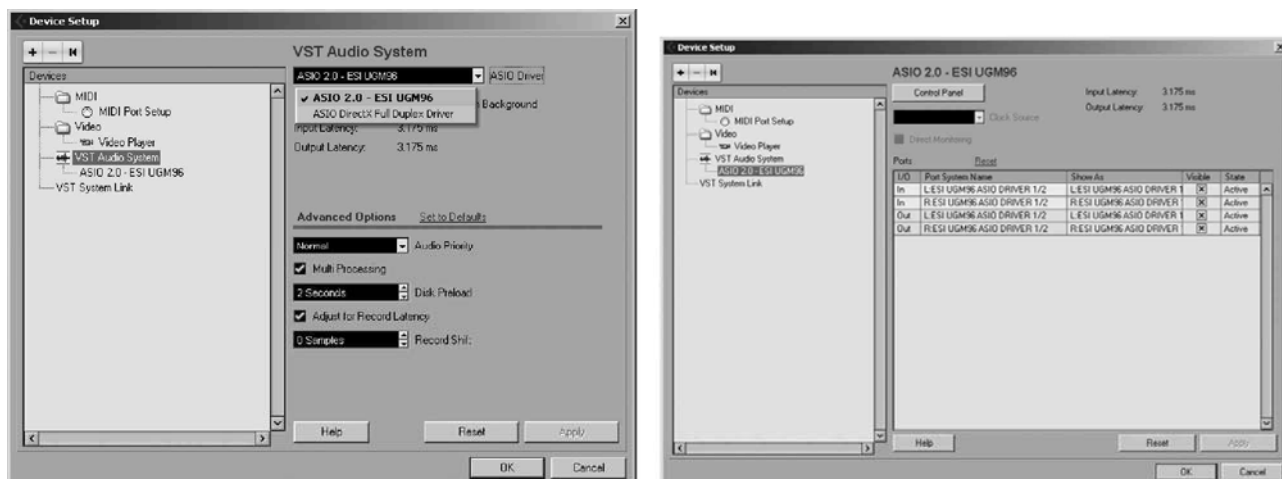 Device Setup
+ -
VST Audio System
Devices
MIDI
MIDI Port Setup
Video
Video Player
VST Audio System
ASIO 2.0 - ESI UGM96
VST System Link
ASIO 2.0 - ESI UGM96 ASIO Driver
✓ ASIO 2.0 - ESI UGM96
ASIO DirectX Full Duplex Driver
n Background
Input Latency: 3.175 ms
Output Latency: 3.175 ms
Advanced Options Set to Defaults
Normal Audio Priority
Multi Processing
2 Seconds Disk Preload
Adjust for Record Latency
0 Samples Record Shift
Help Reset Apply
OK Cancel
Device Setup
+ -
ASIO 2.0 - ESI UGM96
Devices
MIDI
MIDI Port Setup
Video
Video Player
VST Audio System
ASIO 2.0 - ESI UGM96
VST System Link
Control Panel Input Latency: 3.175 ms
Output Latency: 3.175 ms
Clock Source
Direct Monitoring
Ports Reset
I/O Port System Name Show As Visible State
In L:ESI UGM96 ASIO DRIVER 1/2 L:ESI UGM96 ASIO DRIVER 1 Active
In R:ESI UGM96 ASIO DRIVER 1/2 R:ESI UGM96 ASIO DRIVER Active
Out L:ESI UGM96 ASIO DRIVER 1/2 L:ESI UGM96 ASIO DRIVER 1 Active
Out R:ESI UGM96 ASIO DRIVER 1/2 R:ESI UGM96 ASIO DRIVER Active
Help Reset Apply
OK Cancel